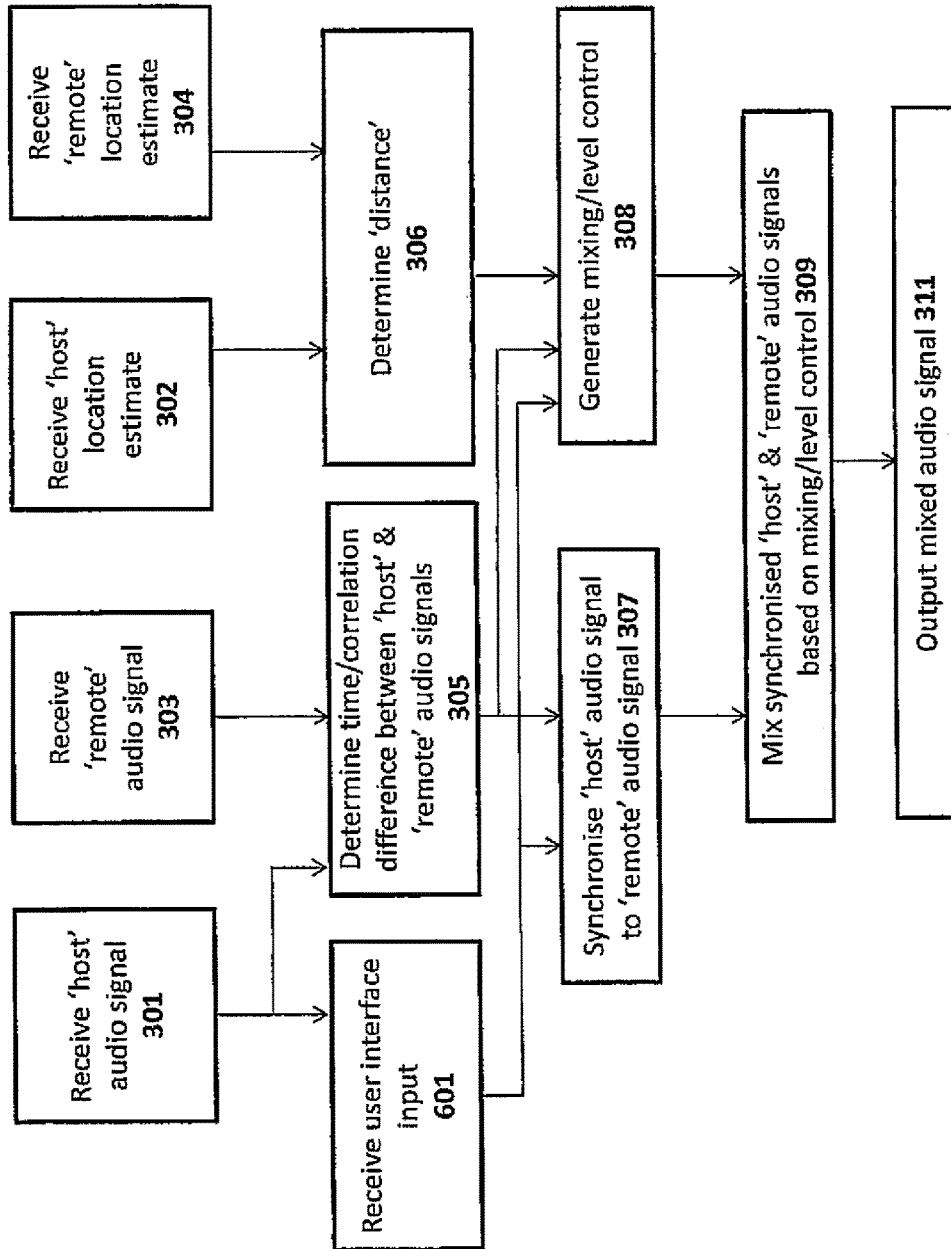 Receive 'host'
audio signal
301
Receive
'remote'
audio signal
303
Receive 'host'
location
estimate
302
Receive
'remote'
location
estimate
304
Receive user interface
input
601
Determine time/correlation
difference between 'host' &
'remote' audio signals
305
Determine 'distance'
306
Synchronise 'host' audio signal
to 'remote' audio signal 307
Generate mixing/level control
308
Mix synchronised 'host' & 'remote' audio signals
based on mixing/level control 309
Output mixed audio signal 311